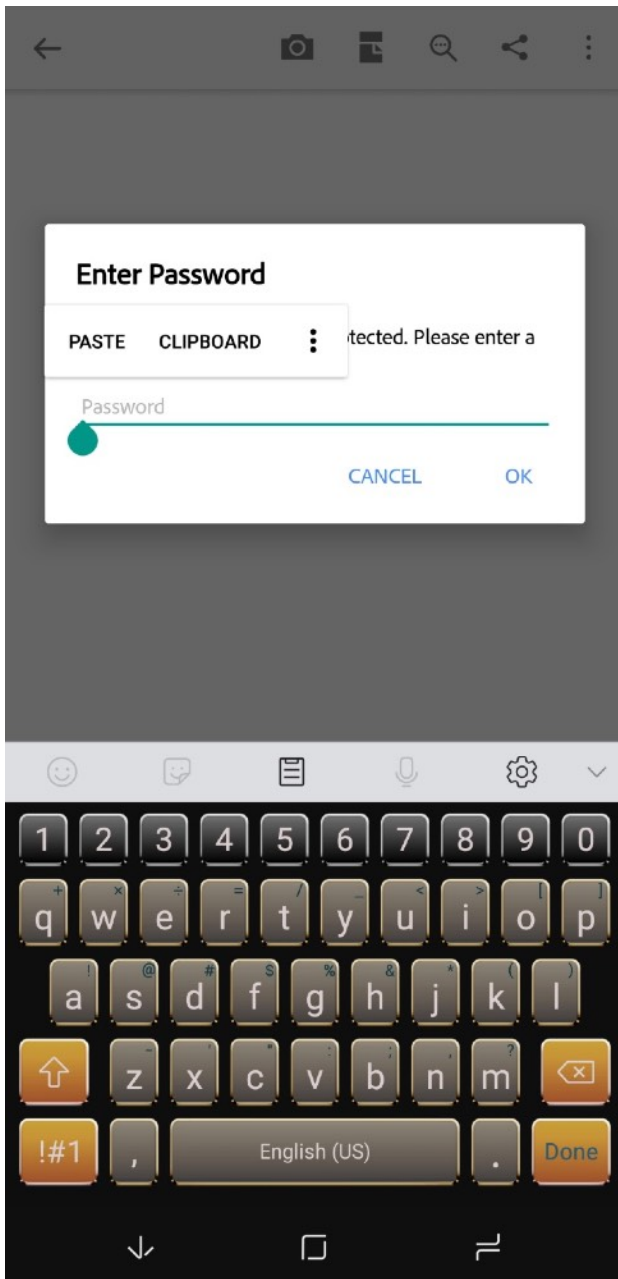 Enter Password
PASTE CLIPBOARD tected. Please enter a
Password
CANCEL OK
1 2 3 4 5 6 7 8 9 0
+ × ÷ = / _ < > [ ]
q w e r t y u i o p
! @ # $ % & * ( )
a s d f g h j k l
- ' " : ; , ?
z x c v b n m
!#1 , English (US) . Done